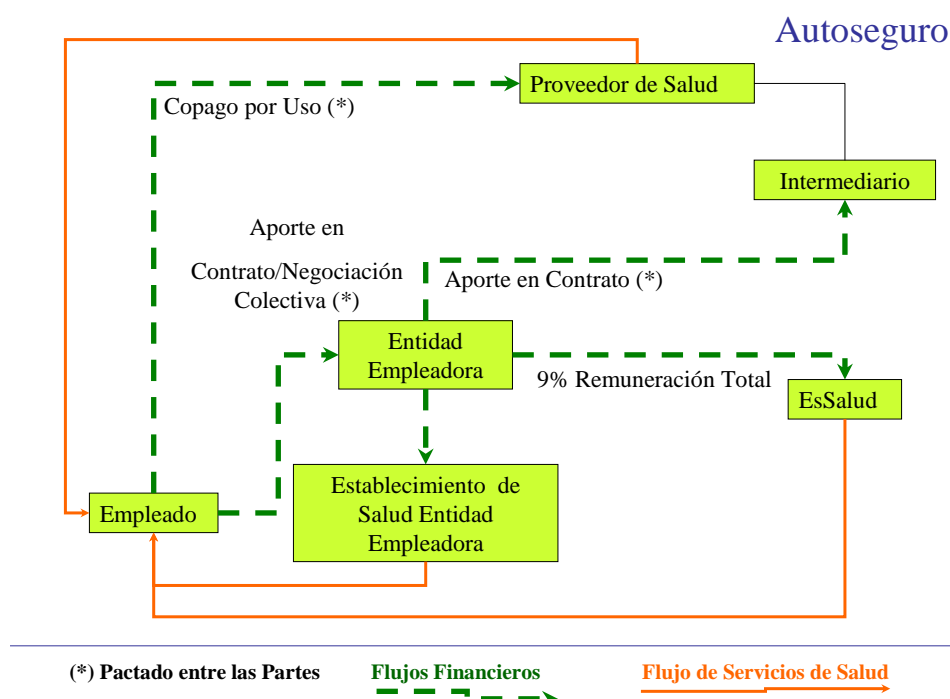 Autoseguro
Proveedor de Salud
Copago por Uso (*)
Intermediario
Aporte en
Contrato/Negociación
Colectiva (*)
Aporte en Contrato (*)
Entidad
Empleadora
9% Remuneración Total
EsSalud
Establecimiento de
Salud Entidad
Empleadora
Empleado
(*) Pactado entre las Partes
Flujos Financieros
Flujo de Servicios de Salud